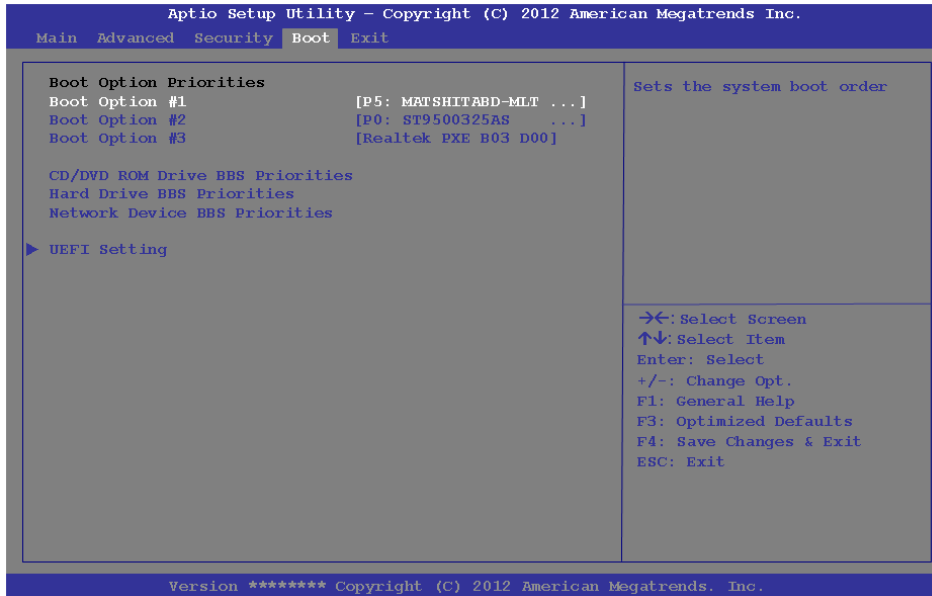 Aptio Setup Utility – Copyright (C) 2012 American Megatrends Inc.
Main Advanced Security Boot Exit
Boot Option Priorities
Boot Option #1 [P5: MATSHITABD-MLT ...]
Boot Option #2 [P0: ST9500325AS ...]
Boot Option #3 [Realtek PXE B03 D00]
CD/DVD ROM Drive BBS Priorities
Hard Drive BBS Priorities
Network Device BBS Priorities
▶ UEFI Setting
Sets the system boot order
→←: Select Screen
↑↓: Select Item
Enter: Select
+/-: Change Opt.
F1: General Help
F3: Optimized Defaults
F4: Save Changes & Exit
ESC: Exit
Version ******** Copyright (C) 2012 American Megatrends. Inc.